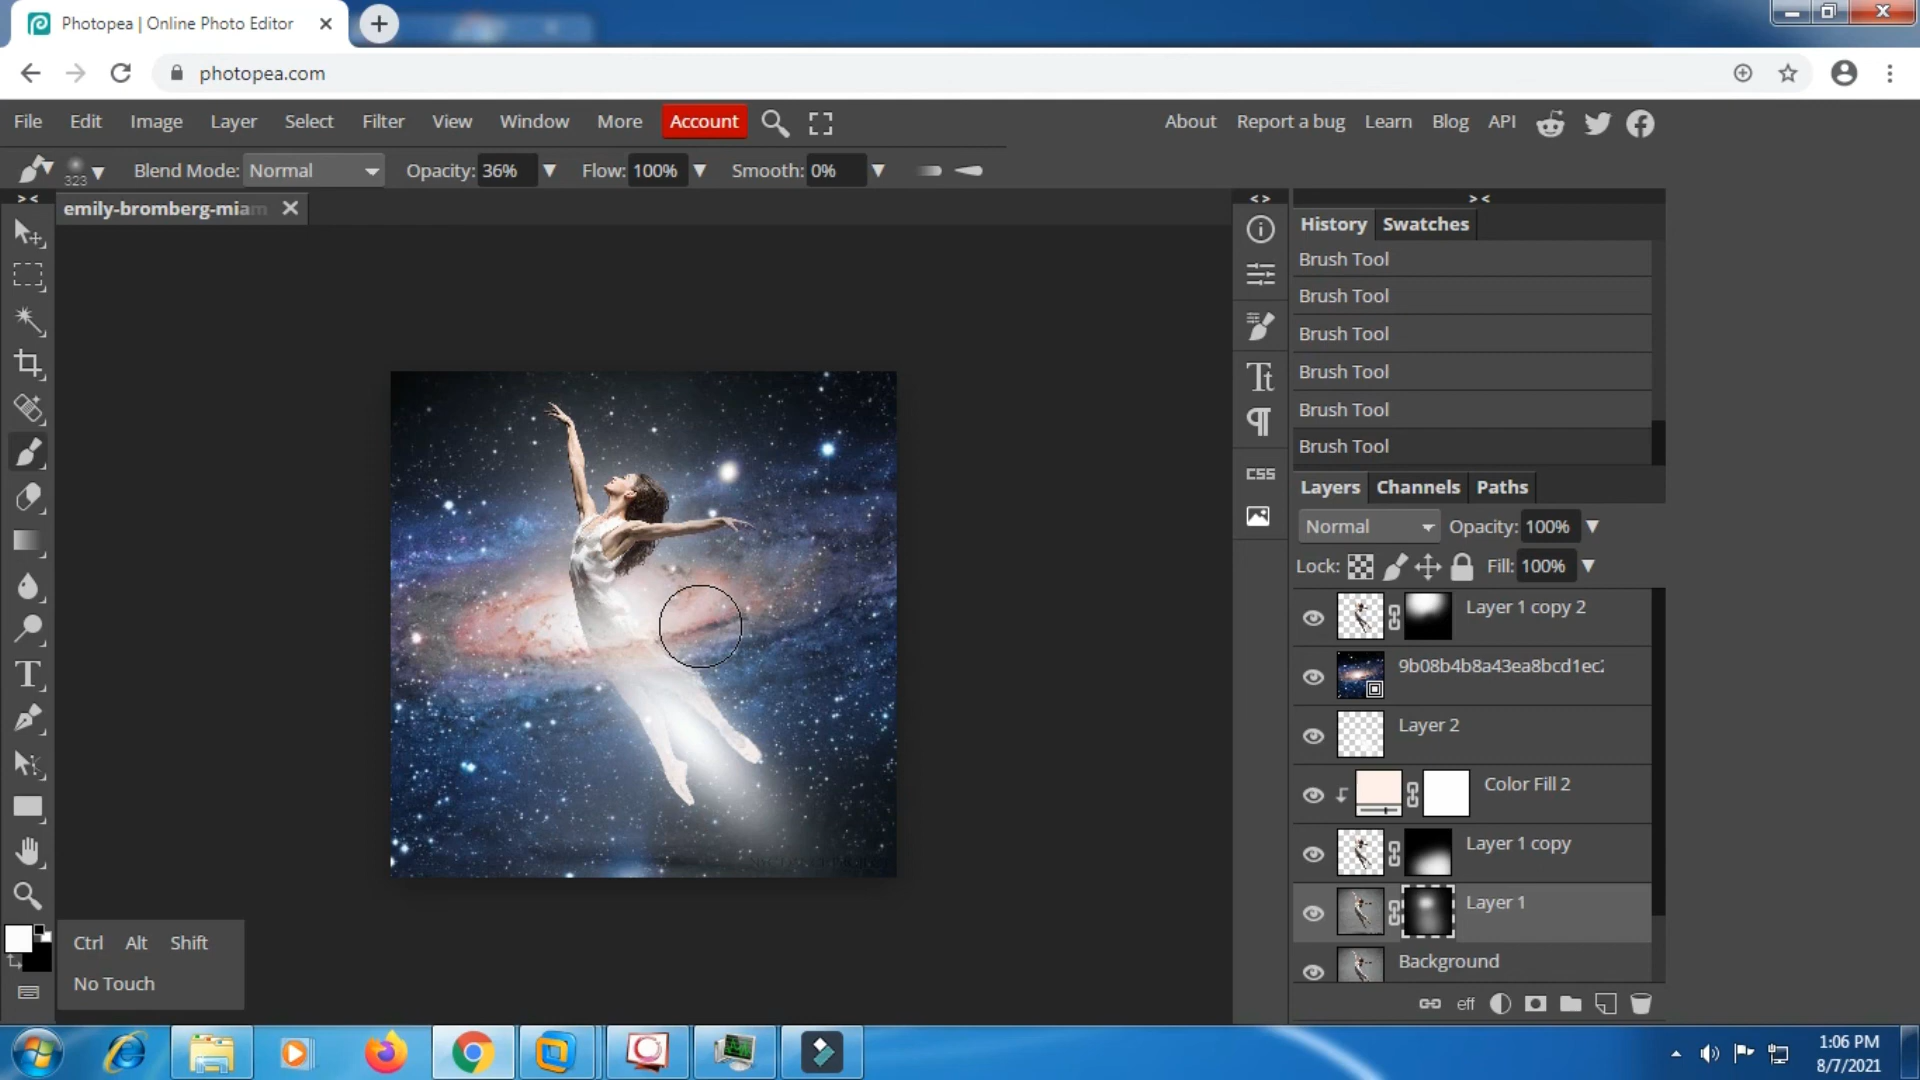 Photopea | Online Photo Editor
photopea.com
File Edit Image Layer Select Filter View Window More Account
About Report a bug Learn Blog API
323 Blend Mode: Normal Opacity: 36% Flow: 100% Smooth: 0%
> <
emily-bromberg-miam
< >
> <
History Swatches
Brush Tool
Brush Tool
Brush Tool
Brush Tool
Brush Tool
Brush Tool
CSS
Layers Channels Paths
Normal Opacity: 100%
Lock: Fill: 100%
Layer 1 copy 2
9b08b4b8a43ea8bcd1ec2
Layer 2
Color Fill 2
Layer 1 copy
Layer 1
Background
eff
Ctrl Alt Shift
No Touch
1:06 PM
8/7/2021